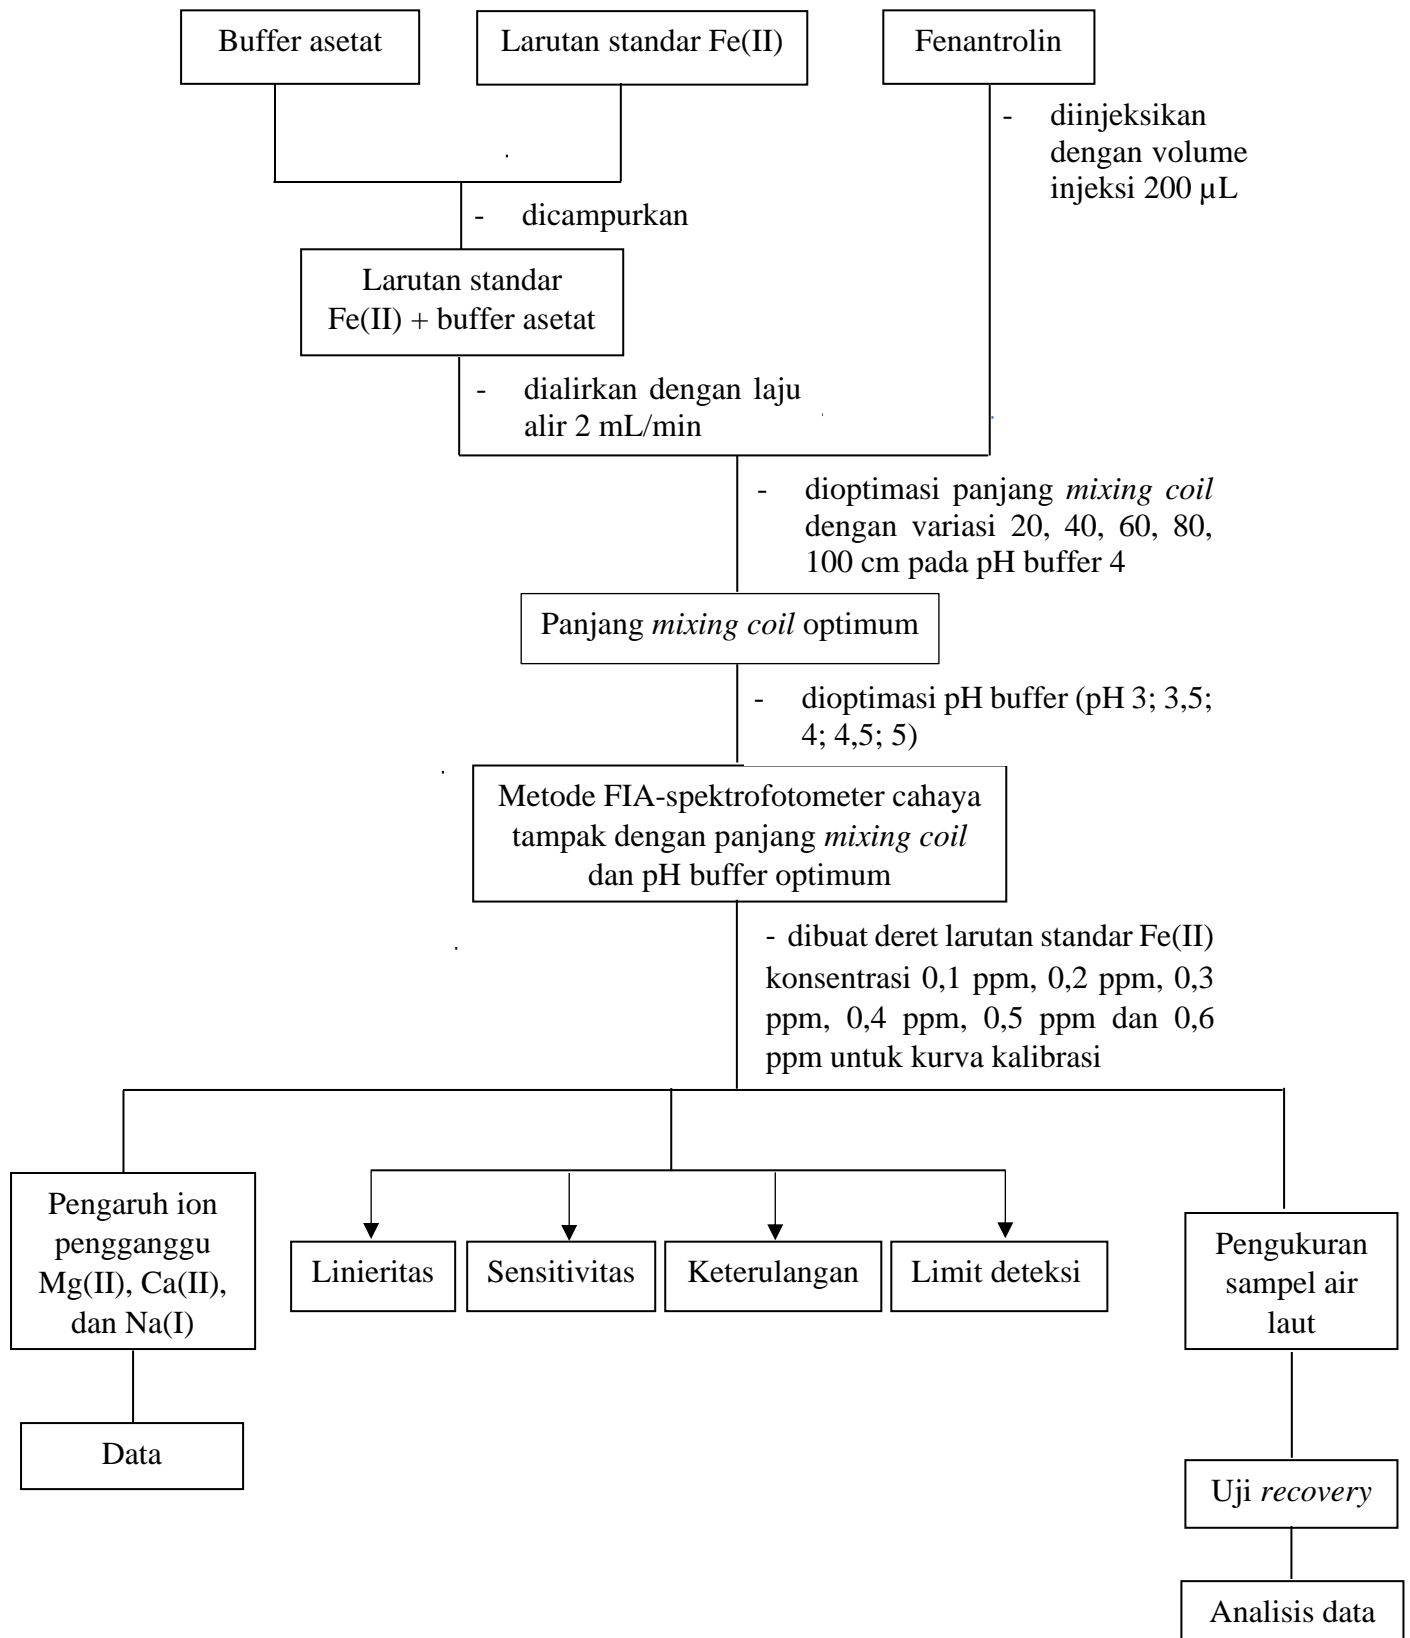 Buffer asetat
Larutan standar Fe(II)
Fenantrolin
- diinjeksikan
dengan volume
injeksi 200 µL
- dicampurkan
Larutan standar
Fe(II) + buffer asetat
- dialirkan dengan laju
alir 2 mL/min
- dioptimasi panjang mixing coil
dengan variasi 20, 40, 60, 80,
100 cm pada pH buffer 4
Panjang mixing coil optimum
- dioptimasi pH buffer (pH 3; 3,5;
4; 4,5; 5)
Metode FIA-spektrofotometer cahaya
tampak dengan panjang mixing coil
dan pH buffer optimum
- dibuat deret larutan standar Fe(II)
konsentrasi 0,1 ppm, 0,2 ppm, 0,3
ppm, 0,4 ppm, 0,5 ppm dan 0,6
ppm untuk kurva kalibrasi
Pengaruh ion
pengganggu
Mg(II), Ca(II),
dan Na(I)
Linieritas
Sensitivitas
Keterulangan
Limit deteksi
Pengukuran
sampel air
laut
Data
Uji recovery
Analisis data